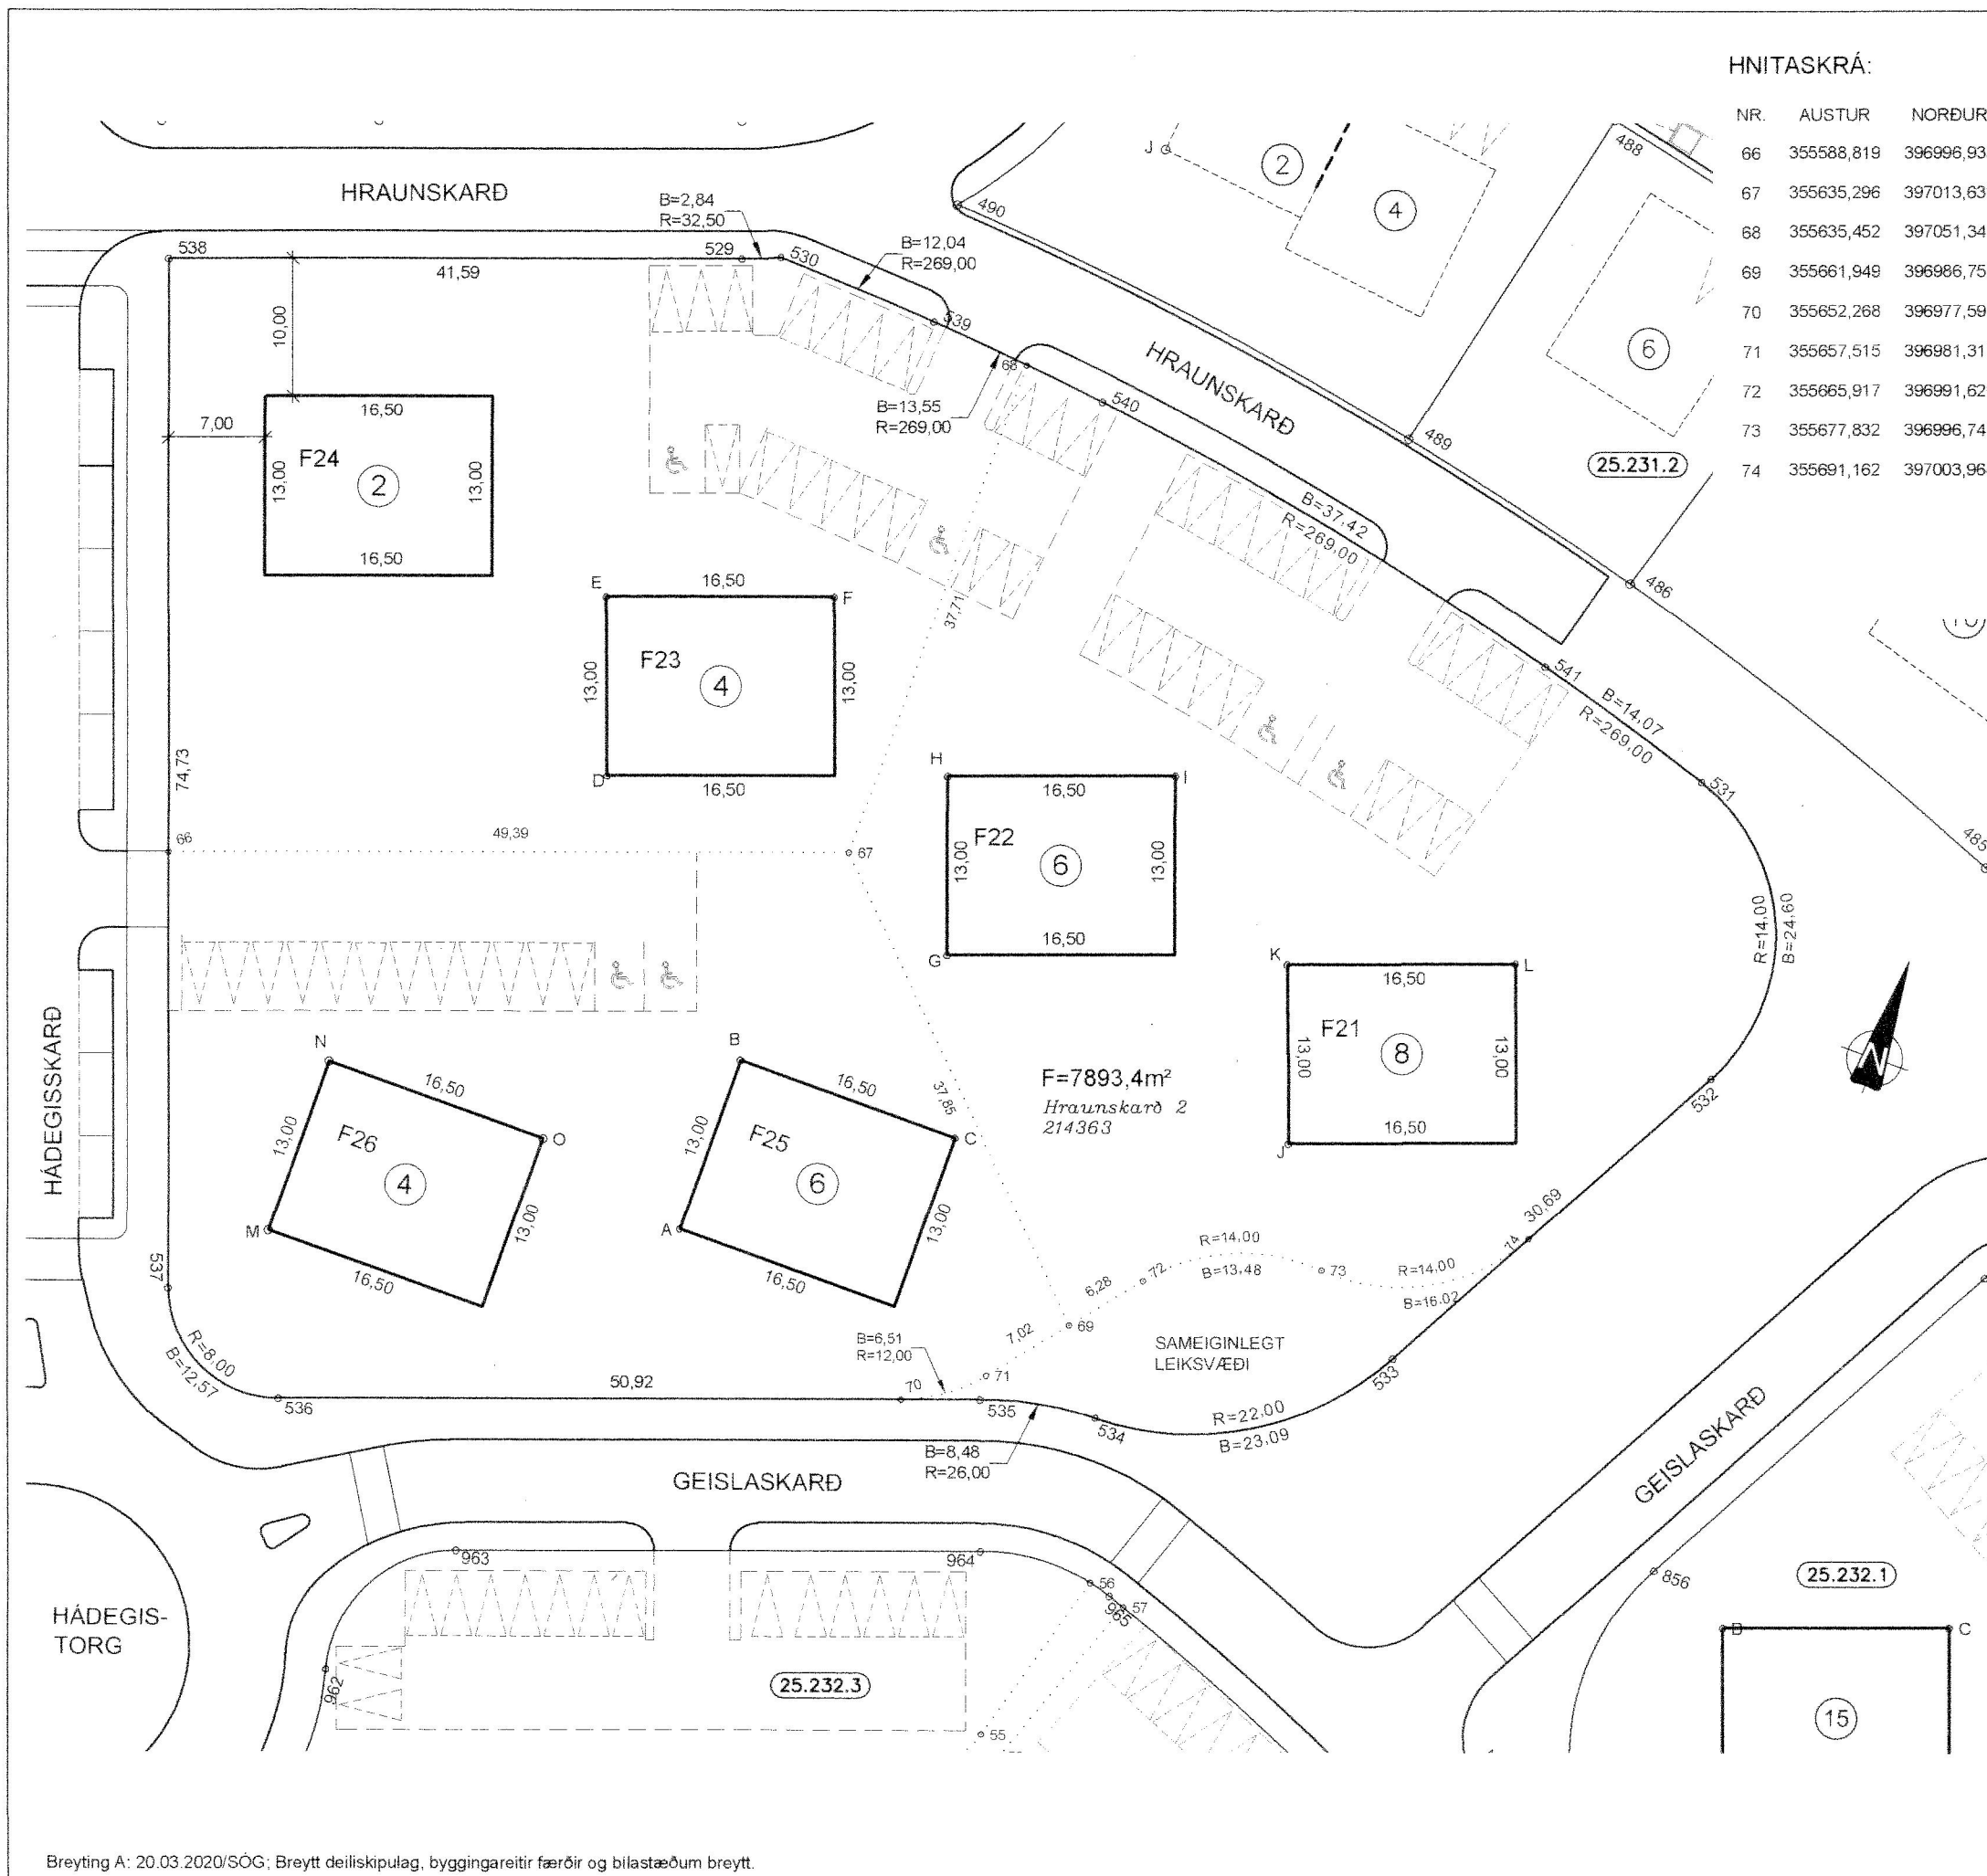 HNITASKRÁ:
NR. AUSTUR NORÐUR
66 355588,819 396996,93
67 355635,296 397013,63
68 355635,452 397051,34
69 355661,949 396986,75
70 355652,268 396977,59
71 355657,515 396981,31
72 355665,917 396991,62
73 355677,832 396996,74
74 355691,162 397003,96
HRAUNSKARÐ
B=2,84
R=32,50
538
41,59
529
530
B=12,04
R=269,00
539
10,00
7,00
16,50
F24
2
13,00
13,00
16,50
68
B=13,55
R=269,00
540
HRAUNSKARÐ
490
J
2
4
488
6
489
25.231.2
486
B=37,42
R=269,00
541
B=14,07
R=269,00
531
485
R=14,00
B=24,60
E
16,50
F
F23
4
13,00
13,00
D
16,50
37,71
74,73
66
49,39
67
H
16,50
I
F22
6
13,00
13,00
G
16,50
K
16,50
L
F21
8
13,00
13,00
J
16,50
N
HÁDEGISSKARÐ
N
16,50
13,00
F26
4
O
M
13,00
16,50
B
16,50
13,00
F25
6
C
A
13,00
16,50
37,85
F=7893,4m²
Hraunskarð 2
214363
532
30,69
74
R=14,00
B=13,48
72
73
R=14,00
B=16,02
6,28
69
7,02
71
B=6,51
R=12,00
70
SAMEIGINLEGT
LEIKSVÆÐI
533
537
R=8,00
B=12,57
536
50,92
535
534
R=22,00
B=23,09
B=8,48
R=26,00
GEISLASKARÐ
GEISLASKARÐ
963
964
56
965
57
856
25.232.1
B
C
15
HÁDEGIS-
TORG
962
25.232.3
55
Breyting A: 20.03.2020/SÓG; Breytt deiliskipulag, byggingareitir færðir og bílastæðum breytt.